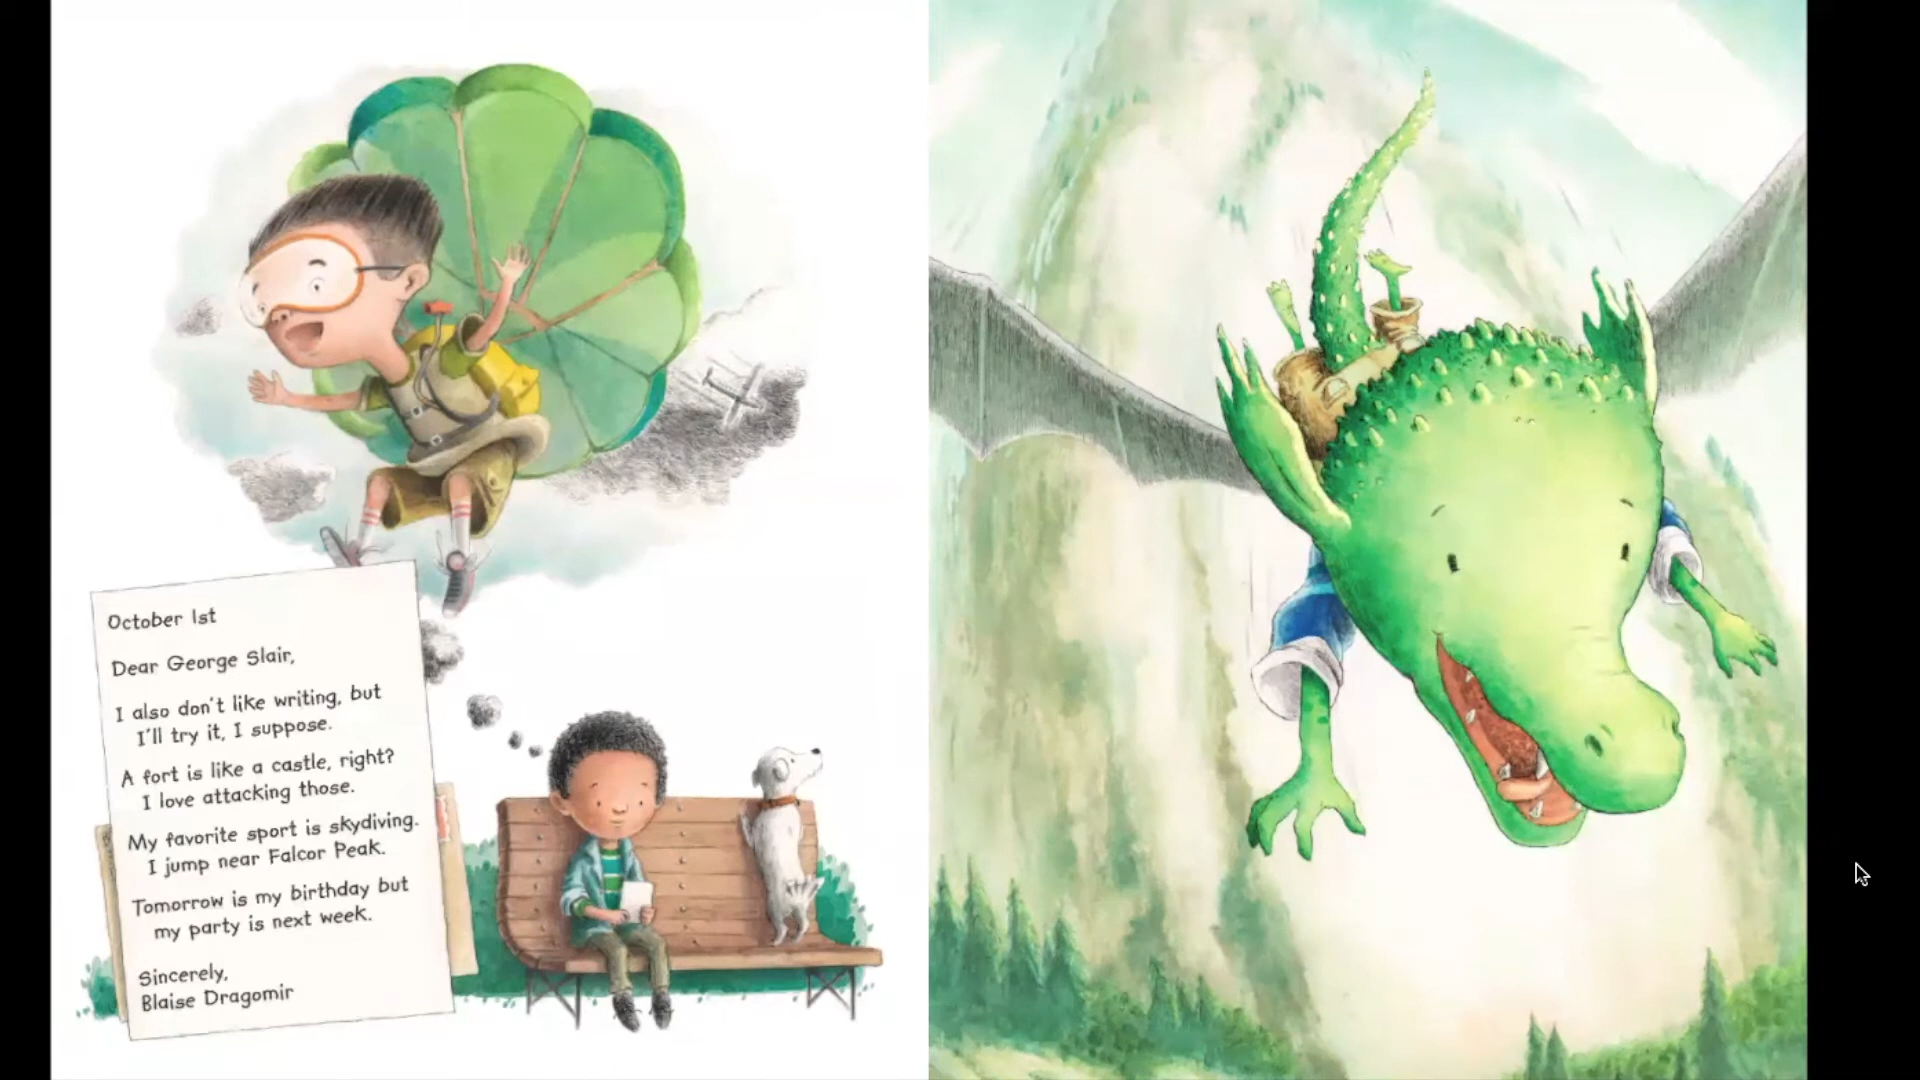 October 1st
Dear George Slair,
I also don't like writing, but
I'll try it, I suppose.
A fort is like a castle, right?
I love attacking those.
My favorite sport is skydiving.
I jump near Falcor Peak.
Tomorrow is my birthday but
my party is next week.
Sincerely,
Blaise Dragomir